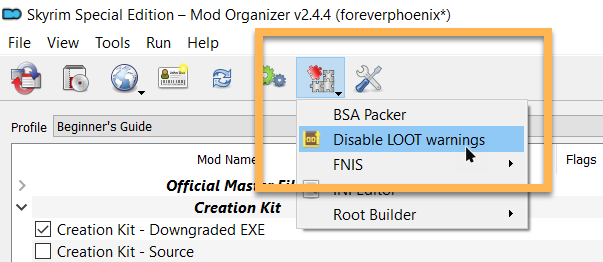 Skyrim Special Edition – Mod Organizer v2.4.4 (foreverphoenix*)
File View Tools Run Help
Profile Beginner's Guide
BSA Packer
Disable LOOT warnings
FNIS
INI Editor
Root Builder
Mod Name
Flags
Official Master Fil
Creation Kit
Creation Kit - Downgraded EXE
Creation Kit - Source